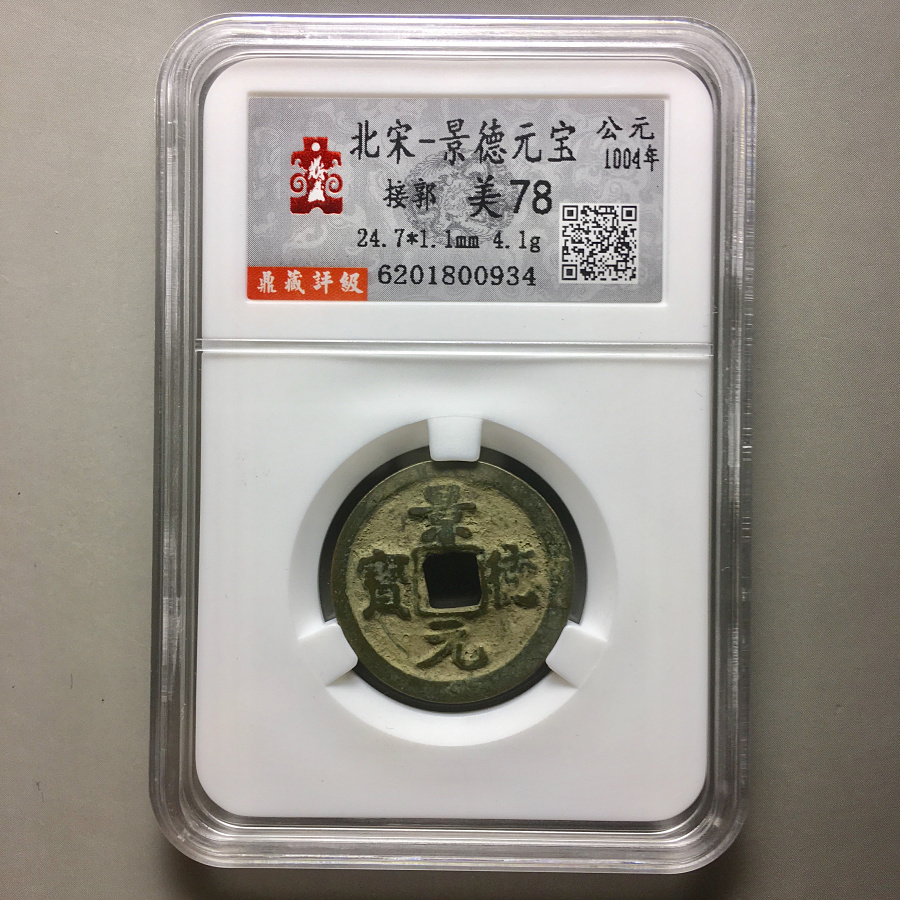 北宋-景德元宝
公元
1004年
接郭 美78
24.7*1.1mm 4.1g
鼎藏評級 6201800934
景
寳 德
元